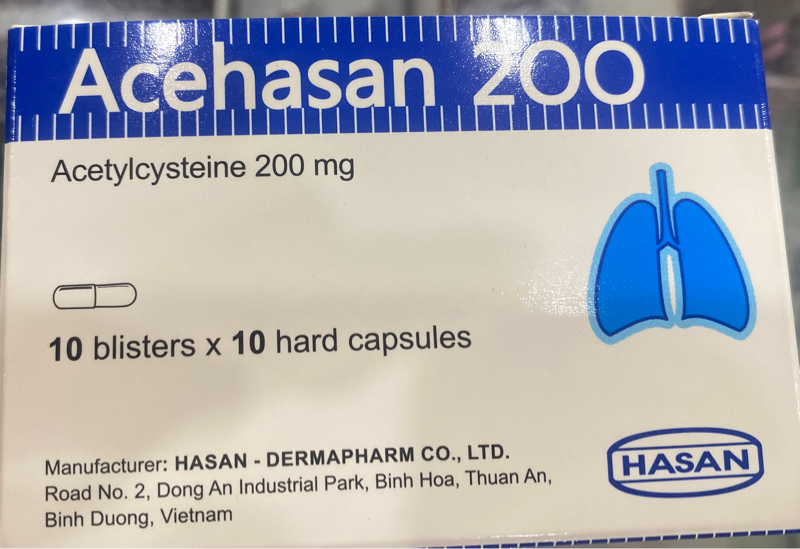 Acehasan 200
Acetylcysteine 200 mg
10 blisters x 10 hard capsules
Manufacturer: HASAN - DERMAPHARM CO., LTD.
Road No. 2, Dong An Industrial Park, Binh Hoa, Thuan An,
Binh Duong, Vietnam
HASAN